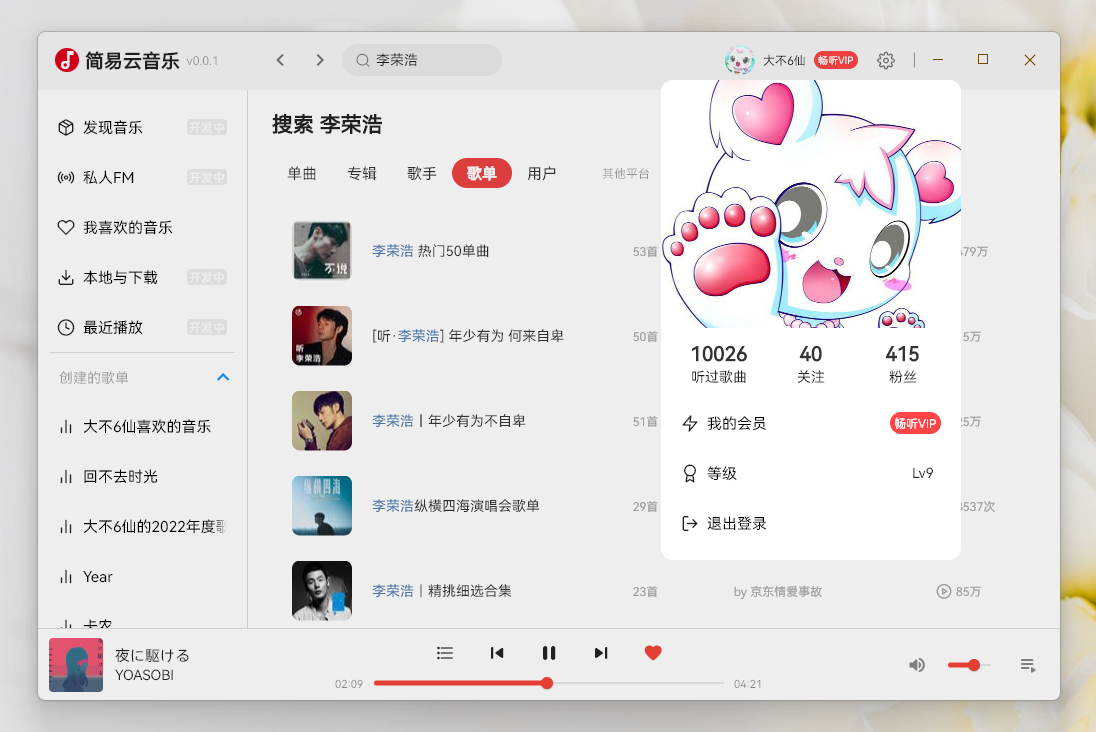 简易云音乐 v0.0.1
李荣浩
大不6仙 畅听VIP
发现音乐 开发中
私人FM 开发中
我喜欢的音乐
本地与下载 开发中
最近播放 开发中
创建的歌单
大不6仙喜欢的音乐
回不去时光
大不6仙的2022年度
Year
搜索 李荣浩
单曲 专辑 歌手 歌单 用户 其他平台
不说
李荣浩 热门50单曲 53首 79万
听
李荣浩
[听·李荣浩] 年少有为 何来自卑 50首 5万
李荣浩丨年少有为不自卑 51首 25万
纵横四海
李荣浩纵横四海演唱会歌单 29首 537次
李荣浩丨精挑细选合集 23首 by 京东情爱事故 85万
10026 40 415
听过歌曲 关注 粉丝
我的会员 畅听VIP
等级 Lv9
退出登录
夜に駆ける
YOASOBI
02:09 04:21